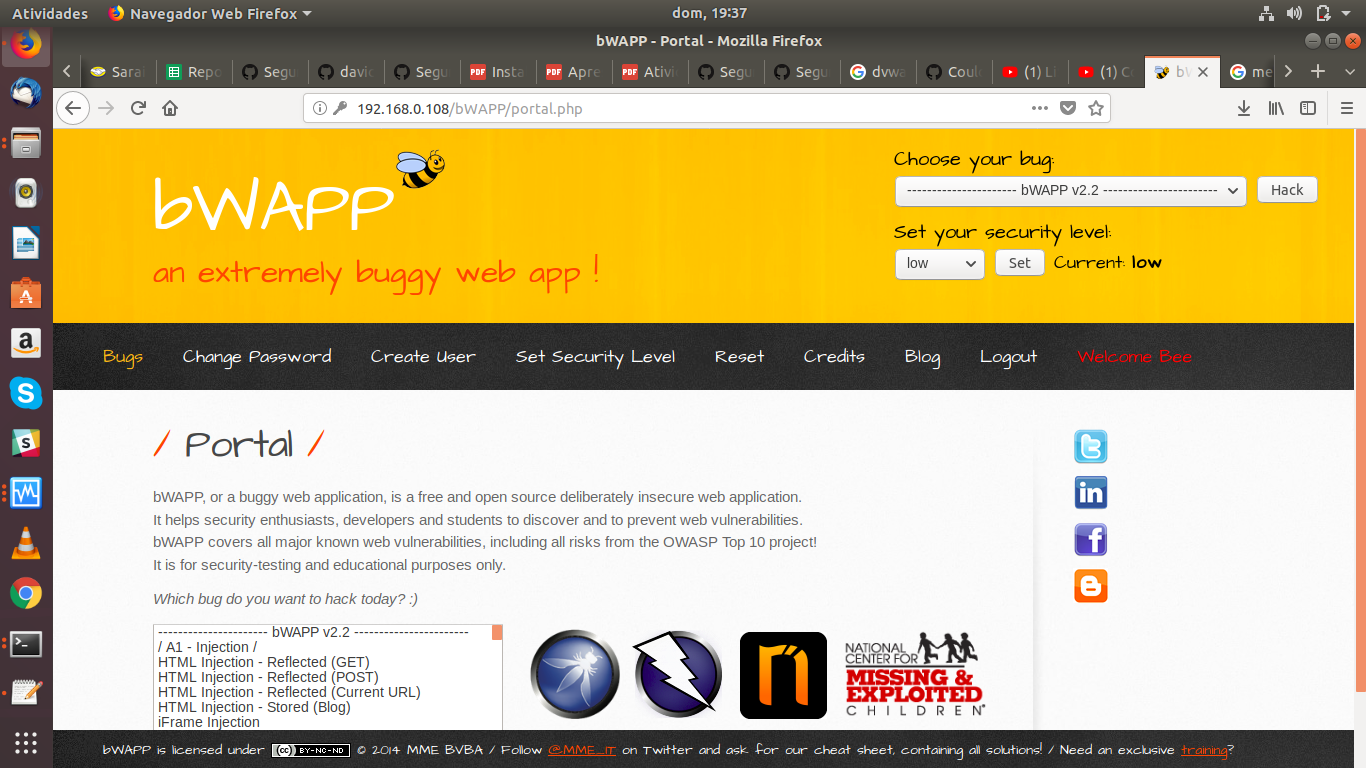 Atividades Navegador Web Firefox dom, 19:37
bWAPP - Portal - Mozilla Firefox
Sarai Repo Segu davic Segu Insta Apre Ativi Segu Segu dvwa Coul (1) LI (1) Co bW me
192.168.0.108/bWAPP/portal.php
bWAPP
an extremely buggy web app !
Choose your bug:
---------------------- bWAPP v2.2 ----------------------- Hack
Set your security level:
low Set Current: low
Bugs Change Password Create User Set Security Level Reset Credits Blog Logout Welcome Bee
/ Portal /
bWAPP, or a buggy web application, is a free and open source deliberately insecure web application.
It helps security enthusiasts, developers and students to discover and to prevent web vulnerabilities.
bWAPP covers all major known web vulnerabilities, including all risks from the OWASP Top 10 project!
It is for security-testing and educational purposes only.
Which bug do you want to hack today? :)
---------------------- bWAPP v2.2 -----------------------
/ A1 - Injection /
HTML Injection - Reflected (GET)
HTML Injection - Reflected (POST)
HTML Injection - Reflected (Current URL)
HTML Injection - Stored (Blog)
iFrame Injection
NATIONAL
CENTER FOR
MISSING &
EXPLOITED
CHILDREN®
bWAPP is licensed under (cc) BY-NC-ND © 2014 MME BVBA / Follow @MME_IT on Twitter and ask for our cheat sheet, containing all solutions! / Need an exclusive training?